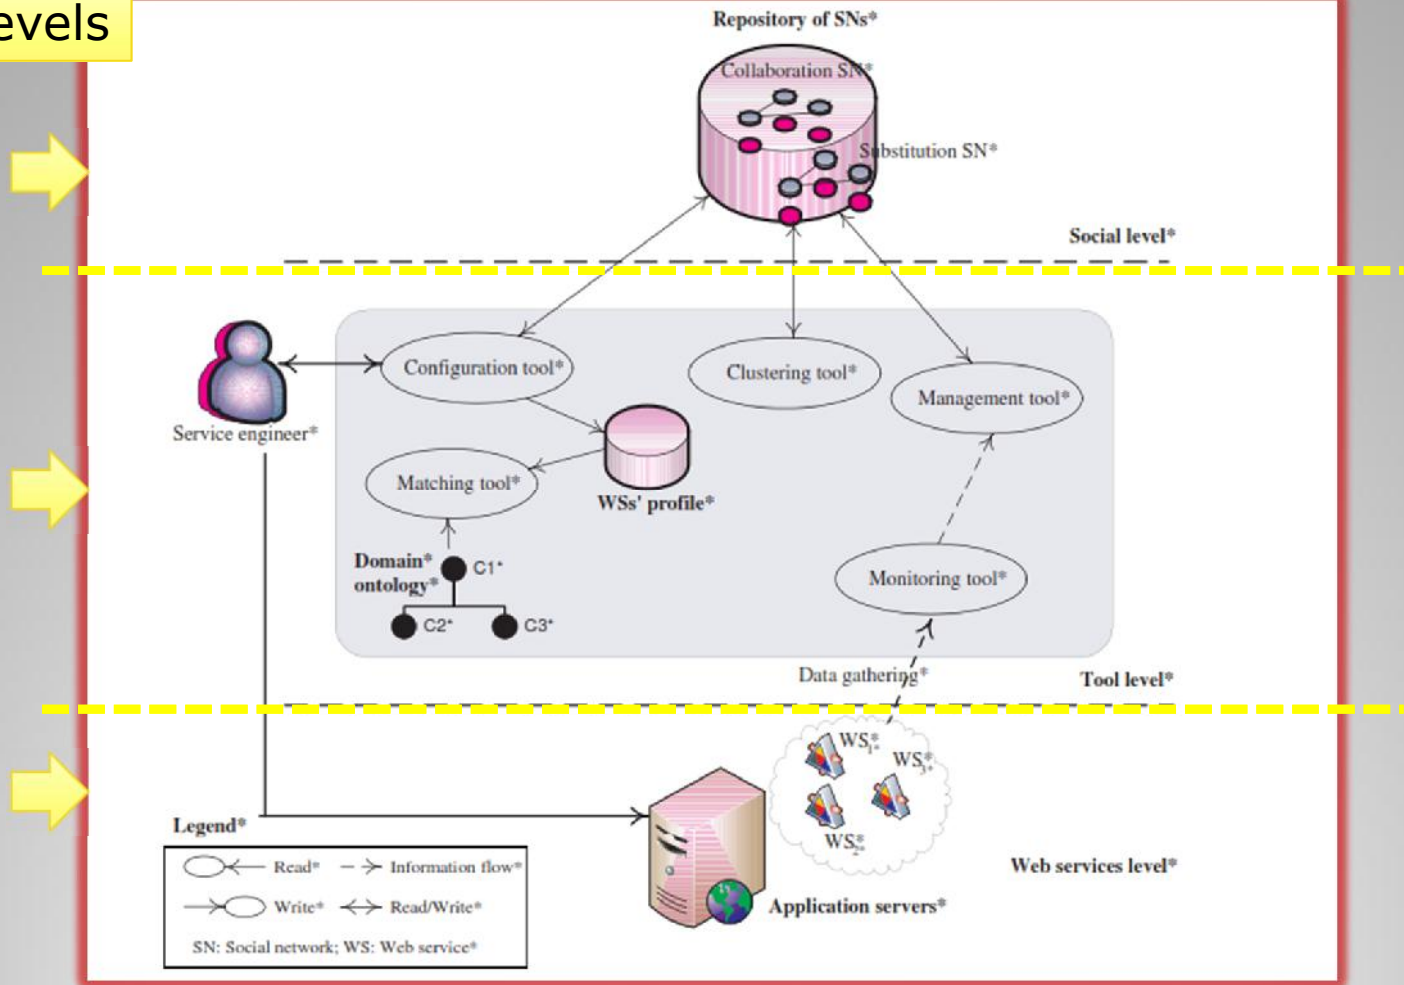 evels
Repository of SNs*
Collaboration SN*
Substitution SN*
Social level*
Configuration tool*
Clustering tool*
Management tool*
Service engineer*
Matching tool*
WSs' profile*
Domain*
ontology*
C1*
C2*
C3*
Monitoring tool*
Data gathering*
Tool level*
WS1*
WS3*
WS2*
Legend*
Read* Information flow*
Write* Read/Write*
SN: Social network; WS: Web service*
Web services level*
Application servers*